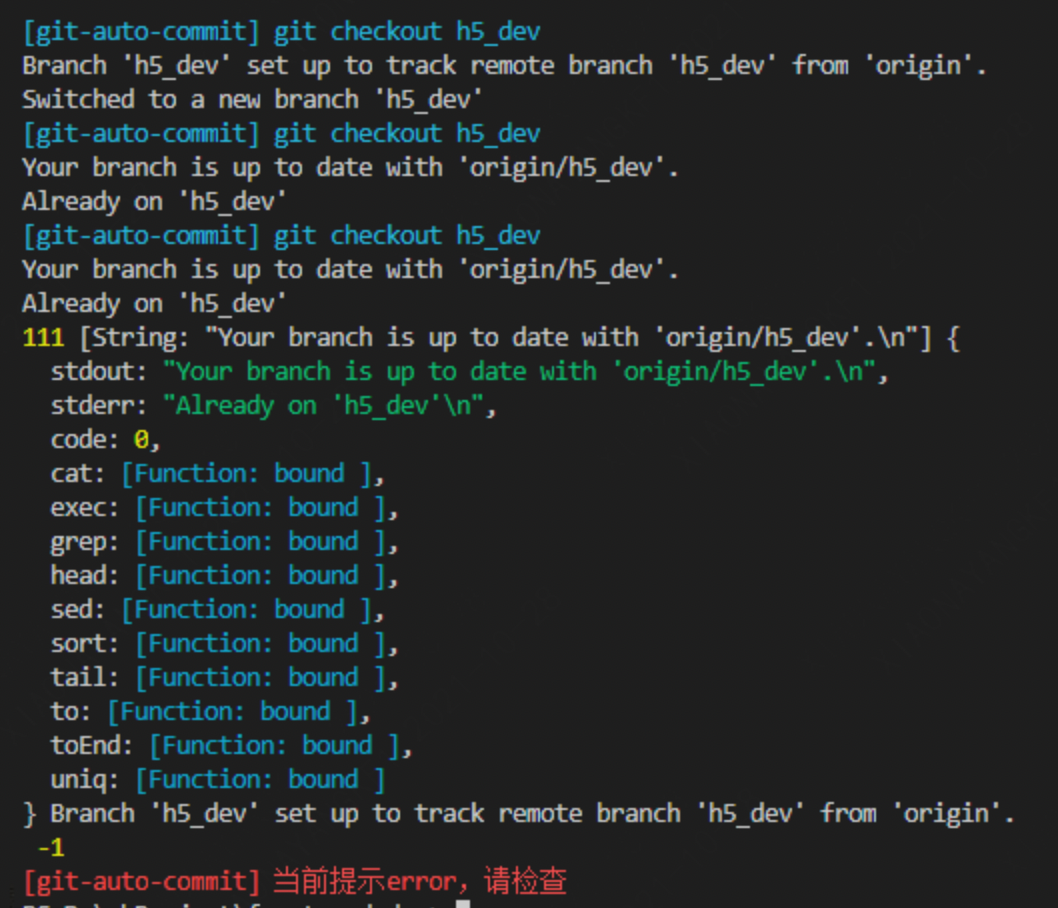 [git-auto-commit] git checkout h5_dev
Branch 'h5_dev' set up to track remote branch 'h5_dev' from 'origin'.
Switched to a new branch 'h5_dev'
[git-auto-commit] git checkout h5_dev
Your branch is up to date with 'origin/h5_dev'.
Already on 'h5_dev'
[git-auto-commit] git checkout h5_dev
Your branch is up to date with 'origin/h5_dev'.
Already on 'h5_dev'
111 [String: "Your branch is up to date with 'origin/h5_dev'.\n"] {
  stdout: "Your branch is up to date with 'origin/h5_dev'.\n",
  stderr: "Already on 'h5_dev'\n",
  code: 0,
  cat: [Function: bound ],
  exec: [Function: bound ],
  grep: [Function: bound ],
  head: [Function: bound ],
  sed: [Function: bound ],
  sort: [Function: bound ],
  tail: [Function: bound ],
  to: [Function: bound ],
  toEnd: [Function: bound ],
  uniq: [Function: bound ]
} Branch 'h5_dev' set up to track remote branch 'h5_dev' from 'origin'.
 -1
[git-auto-commit] 当前提示error，请检查